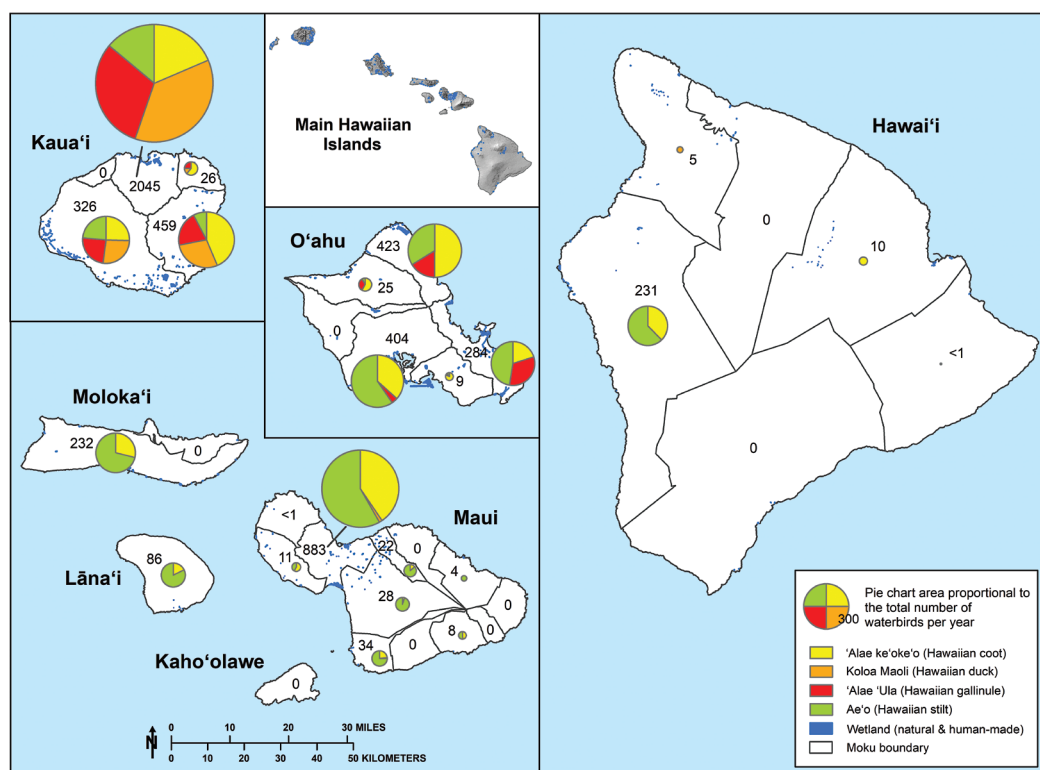 Kaua‘i
0
2045
26
326
459
Main Hawaiian
Islands
O‘ahu
423
25
0
404
284
9
Hawai‘i
5
0
10
231
<1
0
Moloka‘i
232
0
Lāna‘i
86
Maui
<1
883
22
0
11
4
28
0
34
0
8
0
Kaho‘olawe
0
N
0 10 20 30 MILES
0 10 20 30 40 50 KILOMETERS
Pie chart area proportional to
the total number of
waterbirds per year
300
‘Alae ke‘oke‘o (Hawaiian coot)
Koloa Maoli (Hawaiian duck)
‘Alae ‘Ula (Hawaiian gallinule)
Ae‘o (Hawaiian stilt)
Wetland (natural & human-made)
Moku boundary